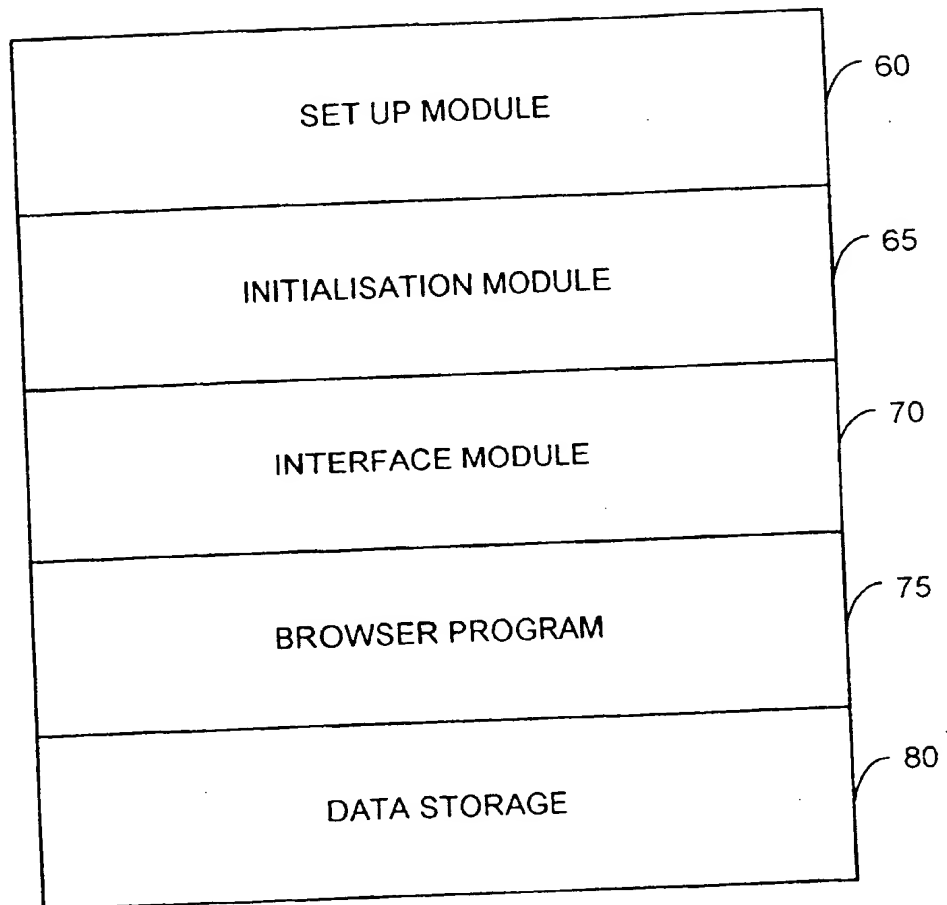 SET UP MODULE 60
INITIALISATION MODULE 65
INTERFACE MODULE 70
BROWSER PROGRAM 75
DATA STORAGE 80